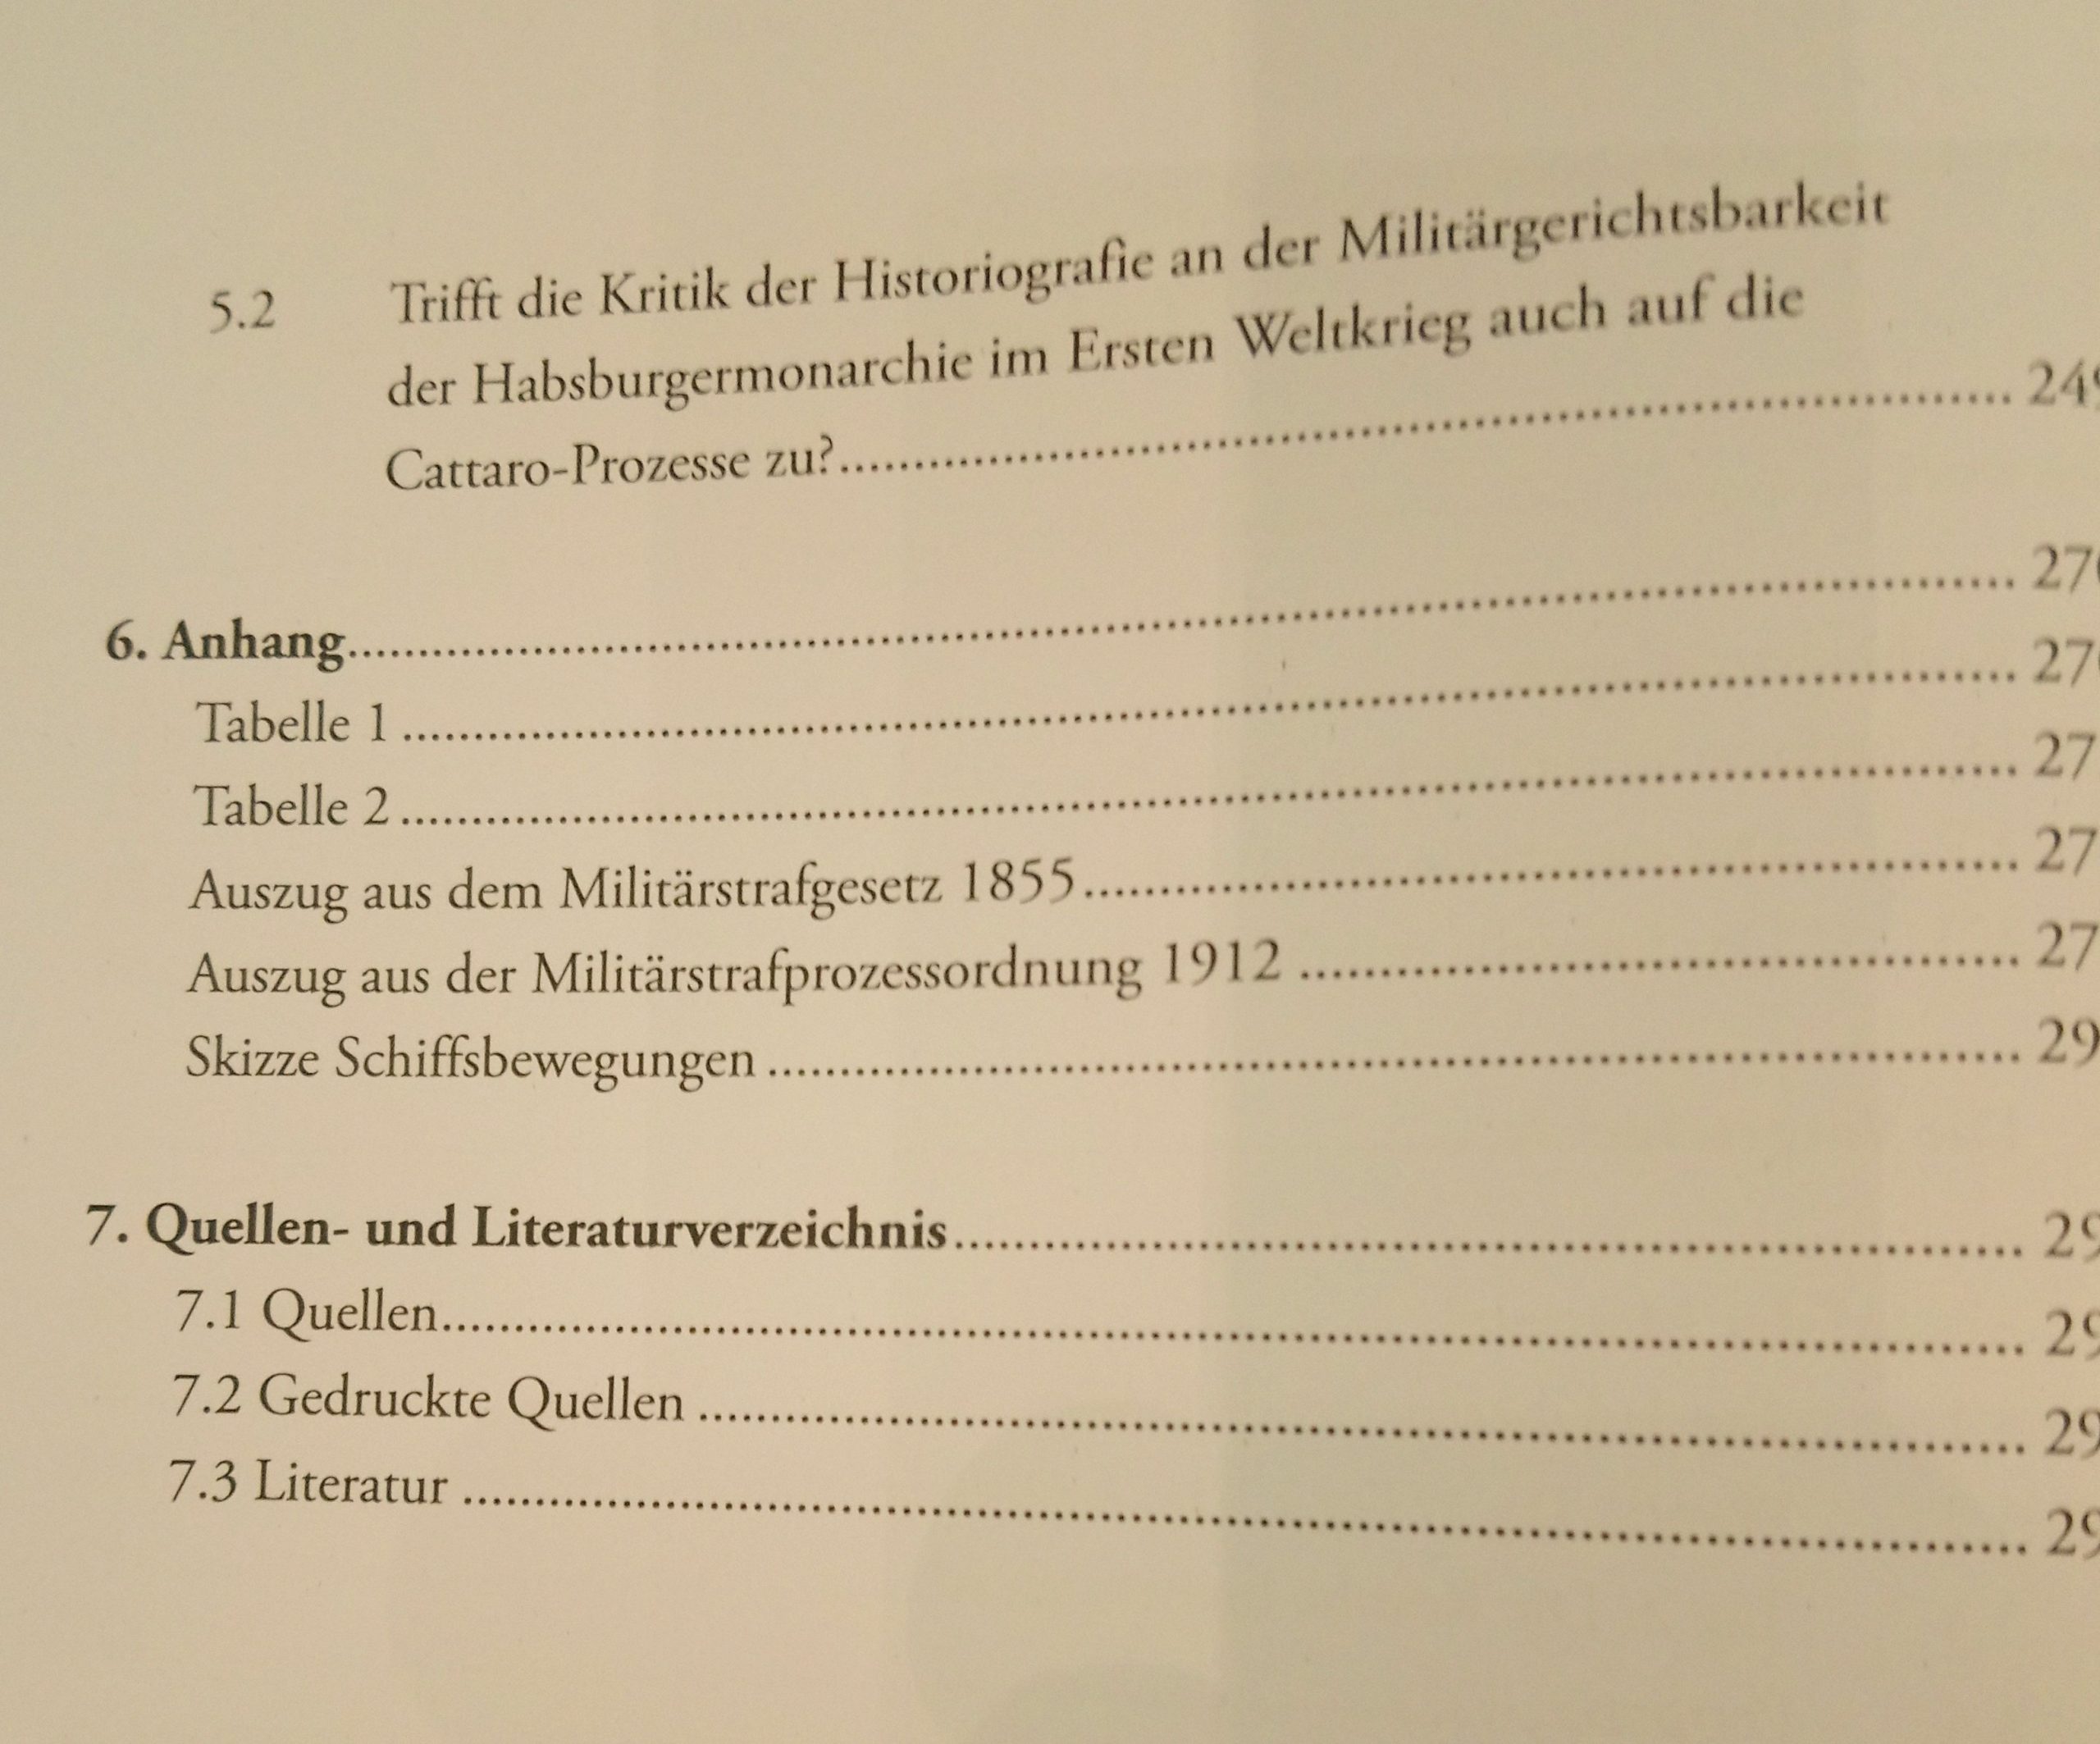 5.2 Trifft die Kritik der Historiografie an der Militärgerichtsbarkeit
der Habsburgermonarchie im Ersten Weltkrieg auch auf die
Cattaro-Prozesse zu?........................ 249
6. Anhang........................
Tabelle 1 ........................
Tabelle 2 ........................
Auszug aus dem Militärstrafgesetz 1855........................
Auszug aus der Militärstrafprozessordnung 1912 ........................
Skizze Schiffsbewegungen ........................
7. Quellen- und Literaturverzeichnis........................
7.1 Quellen........................
7.2 Gedruckte Quellen ........................
7.3 Literatur ........................